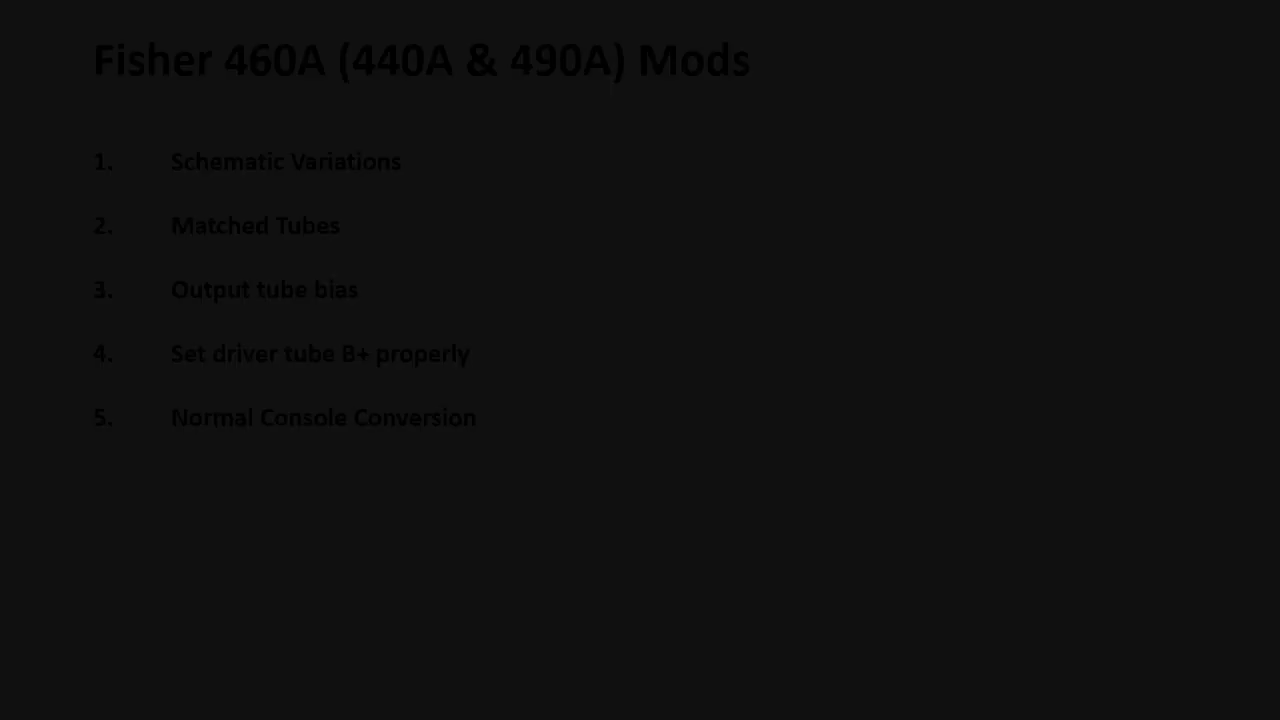 Fisher 460A (440A & 490A) Mods
1. Schematic Variations
2. Matched Tubes
3. Output tube bias
4. Set driver tube B+ properly
5. Normal Console Conversion